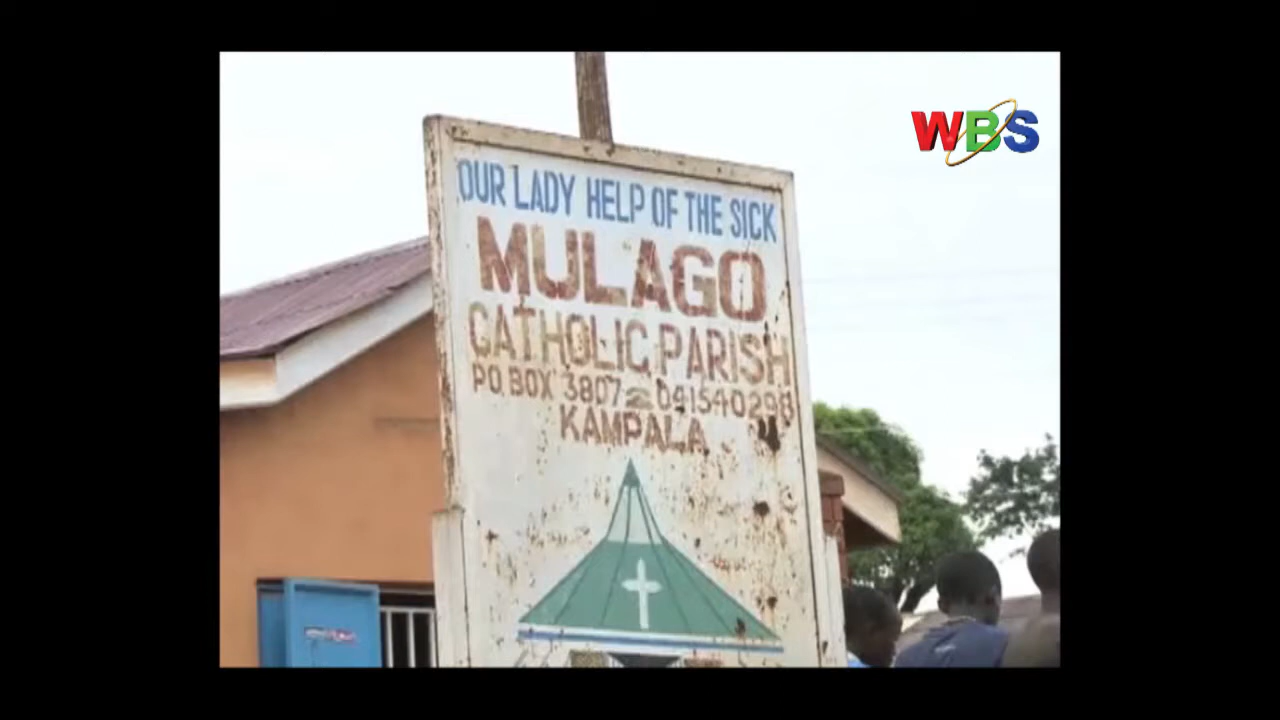 WBS
OUR LADY HELP OF THE SICK
MULAGO
CATHOLIC PARISH
PO BOX 3807 ☎ 041540298
KAMPALA